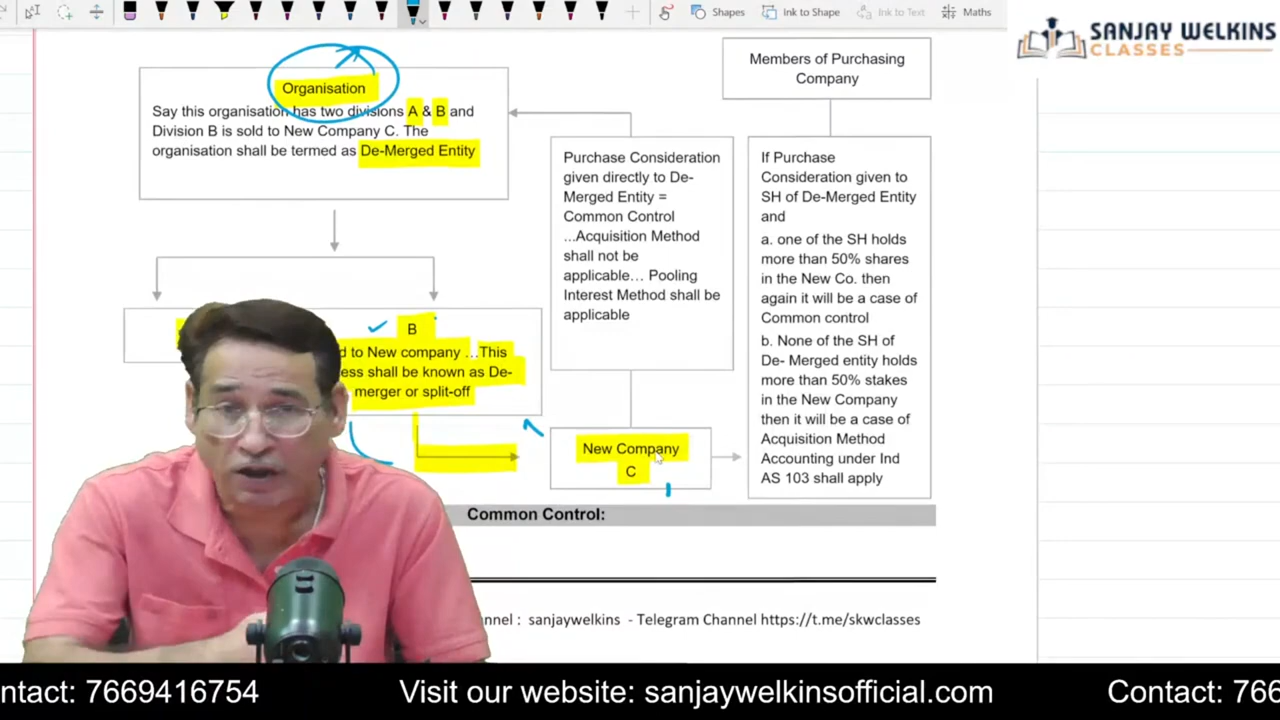 Shapes
Ink to Shape
Ink to Text
Maths
SANJAY WELKINS
CLASSES
Organisation
Say this organisation has two divisions A & B and
Division B is sold to New Company C. The
organisation shall be termed as De-Merged Entity
Members of Purchasing
Company
Purchase Consideration
given directly to De-
Merged Entity =
Common Control
...Acquisition Method
shall not be
applicable... Pooling
Interest Method shall be
applicable
If Purchase
Consideration given to
SH of De-Merged Entity
and
a. one of the SH holds
more than 50% shares
in the New Co. then
again it will be a case of
Common control
b. None of the SH of
De- Merged entity holds
more than 50% stakes
in the New Company
then it will be a case of
Acquisition Method
Accounting under Ind
AS 103 shall apply
B
d to New company ...This
ess shall be known as De-
merger or split-off
New Company
C
Common Control:
nnel : sanjaywelkins - Telegram Channel https://t.me/skwclasses
ontact: 7669416754 Visit our website: sanjaywelkinsofficial.com Contact: 766